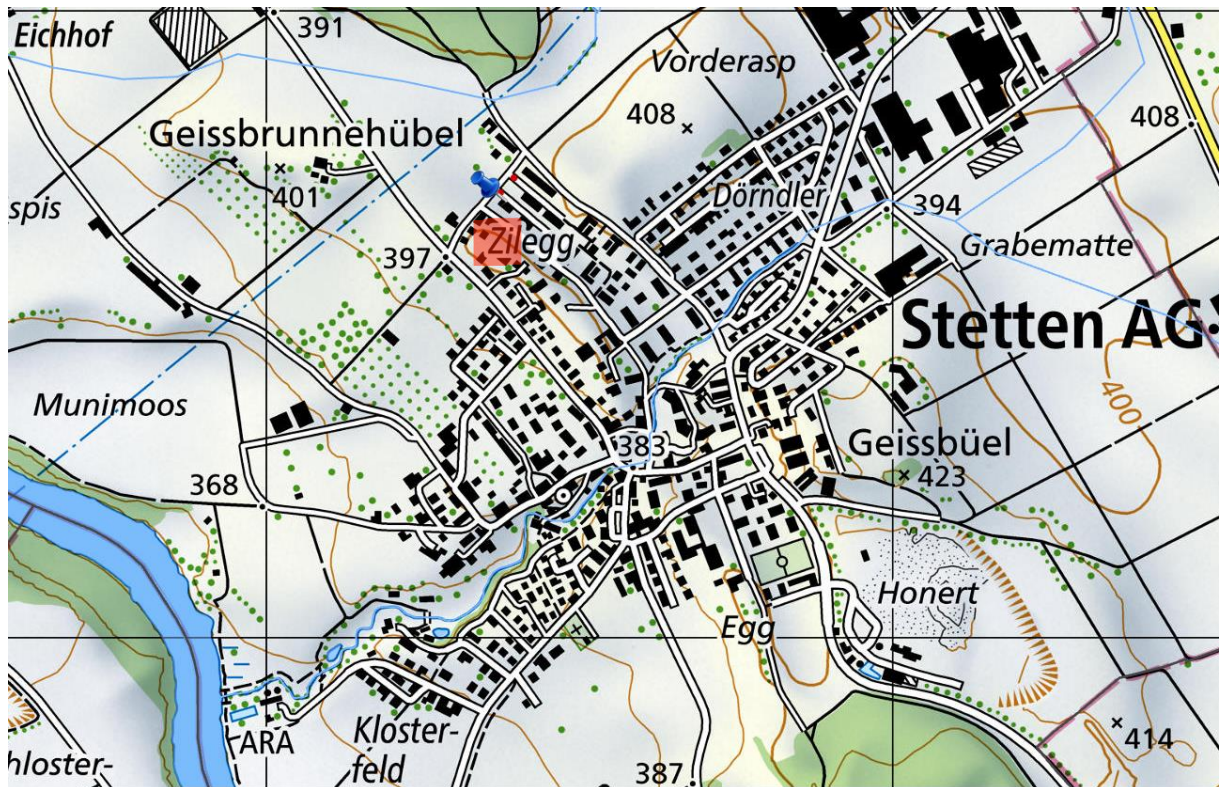 Eichhof
391
Vorderasp
408
408
Geissbrunnehübel
401
Dörndler
394
spis
Zilegg
397
Grabematte
Stetten AG
400
Munimoos
383
Geissbüel
423
368
Honert
Egg
ARA
Kloster-
feld
hloster-
387
414